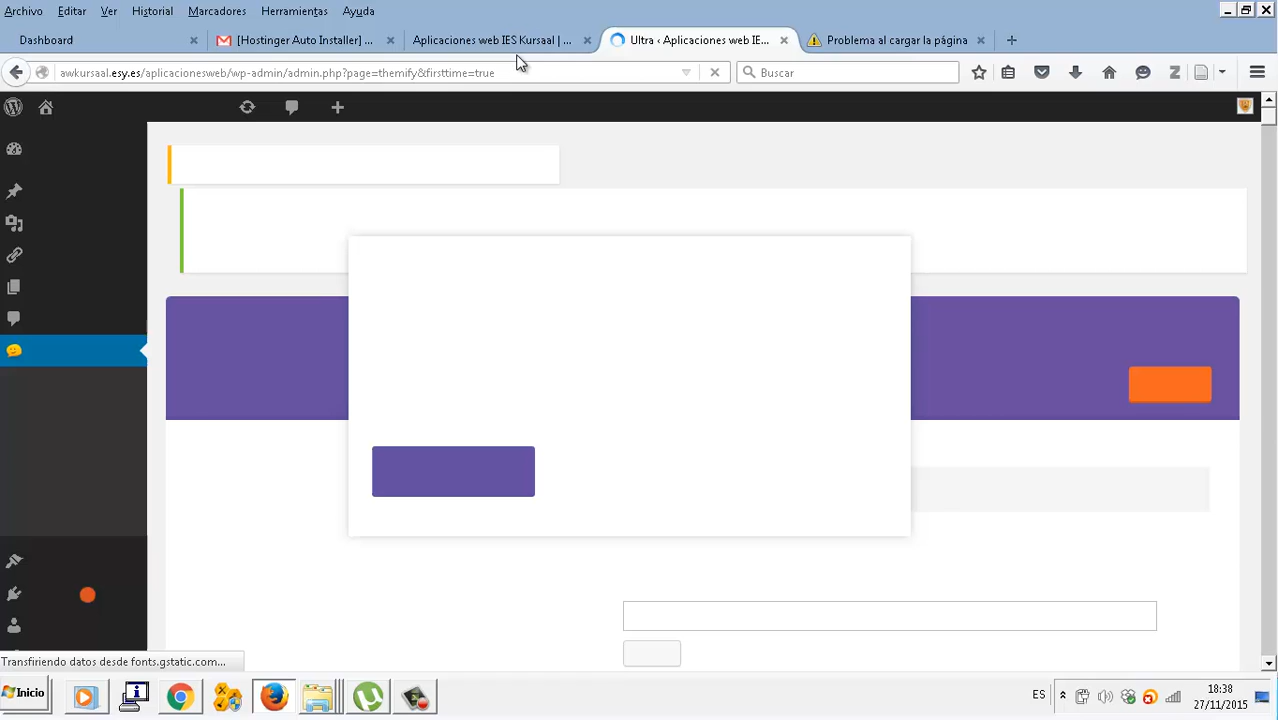 Archivo Editar Ver Historial Marcadores Herramientas Ayuda
Dashboard [Hostinger Auto Installer] ... Aplicaciones web IES Kursaal | ... Ultra ‹ Aplicaciones web IE... Problema al cargar la página
awkursaal.esy.es/aplicacionesweb/wp-admin/admin.php?page=themify&firsttime=true Buscar
Transfiriendo datos desde fonts.gstatic.com...
Inicio ES 18:38
27/11/2015